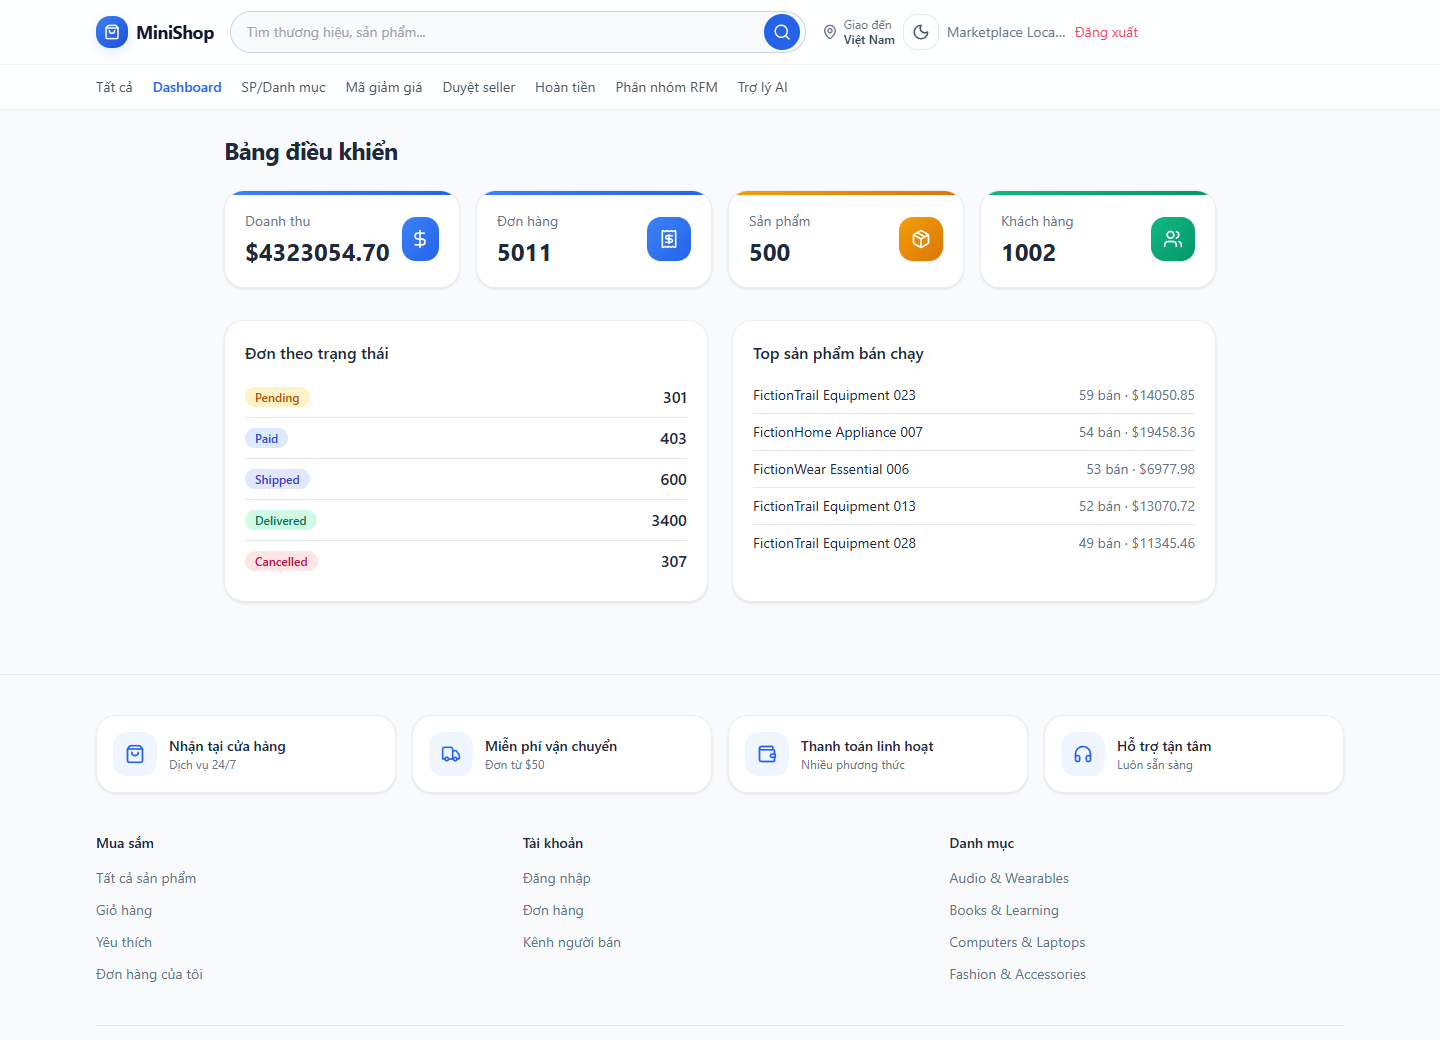 MiniShop
Tìm thương hiệu, sản phẩm...
Giao đến
Việt Nam
Marketplace Loca...
Đăng xuất
Tất cả
Dashboard
SP/Danh mục
Mã giảm giá
Duyệt seller
Hoàn tiền
Phân nhóm RFM
Trợ lý AI
Bảng điều khiển
Doanh thu
$4323054.70
Đơn hàng
5011
Sản phẩm
500
Khách hàng
1002
Đơn theo trạng thái
Pending 301
Paid 403
Shipped 600
Delivered 3400
Cancelled 307
Top sản phẩm bán chạy
FictionTrail Equipment 023 59 bán · $14050.85
FictionHome Appliance 007 54 bán · $19458.36
FictionWear Essential 006 53 bán · $6977.98
FictionTrail Equipment 013 52 bán · $13070.72
FictionTrail Equipment 028 49 bán · $11345.46
Nhận tại cửa hàng
Dịch vụ 24/7
Miễn phí vận chuyển
Đơn từ $50
Thanh toán linh hoạt
Nhiều phương thức
Hỗ trợ tận tâm
Luôn sẵn sàng
Mua sắm
Tất cả sản phẩm
Giỏ hàng
Yêu thích
Đơn hàng của tôi
Tài khoản
Đăng nhập
Đơn hàng
Kênh người bán
Danh mục
Audio & Wearables
Books & Learning
Computers & Laptops
Fashion & Accessories